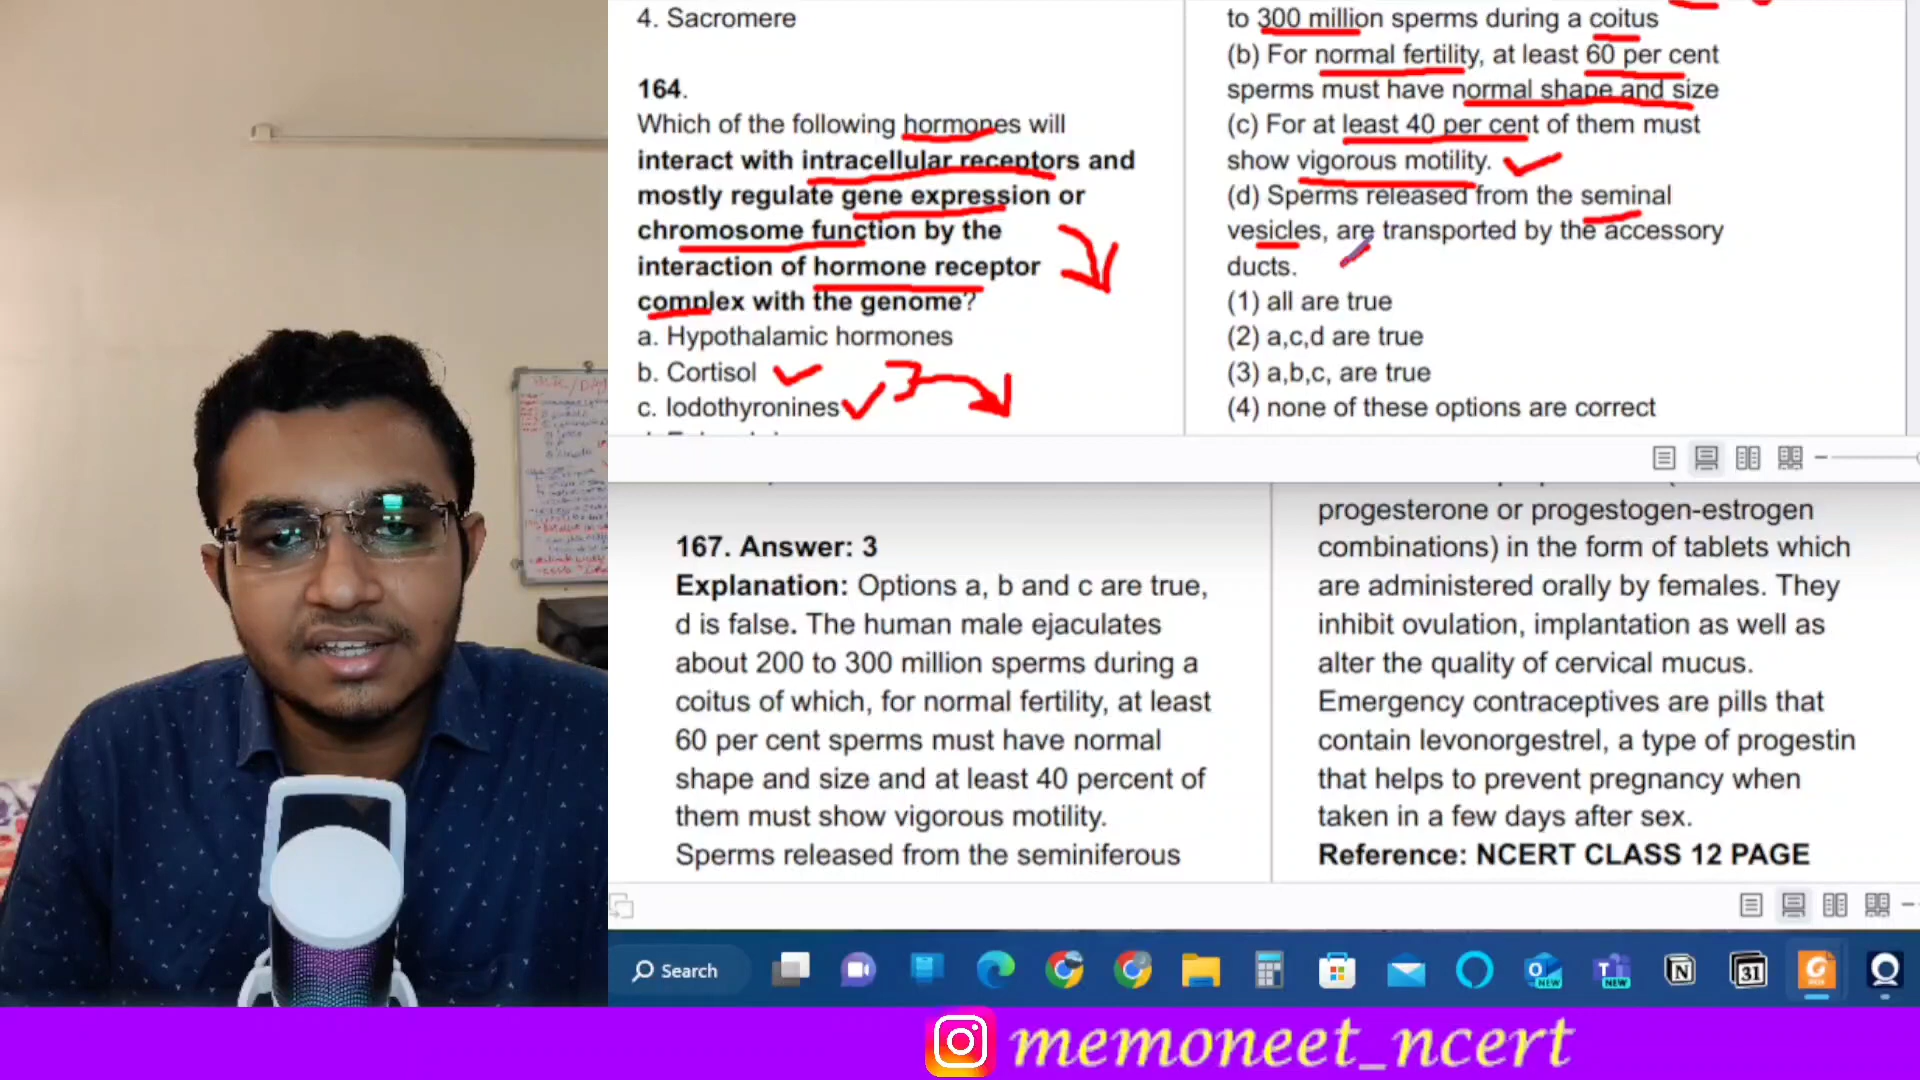 4. Sacromere
164.
Which of the following hormones will
interact with intracellular receptors and
mostly regulate gene expression or
chromosome function by the
interaction of hormone receptor
complex with the genome?
a. Hypothalamic hormones
b. Cortisol
c. Iodothyronines
to 300 million sperms during a coitus
(b) For normal fertility, at least 60 per cent
sperms must have normal shape and size
(c) For at least 40 per cent of them must
show vigorous motility.
(d) Sperms released from the seminal
vesicles, are transported by the accessory
ducts.
(1) all are true
(2) a,c,d are true
(3) a,b,c, are true
(4) none of these options are correct
167. Answer: 3
Explanation: Options a, b and c are true,
d is false. The human male ejaculates
about 200 to 300 million sperms during a
coitus of which, for normal fertility, at least
60 per cent sperms must have normal
shape and size and at least 40 percent of
them must show vigorous motility.
Sperms released from the seminiferous
progesterone or progestogen-estrogen
combinations) in the form of tablets which
are administered orally by females. They
inhibit ovulation, implantation as well as
alter the quality of cervical mucus.
Emergency contraceptives are pills that
contain levonorgestrel, a type of progestin
that helps to prevent pregnancy when
taken in a few days after sex.
Reference: NCERT CLASS 12 PAGE
Search
NEW
NEW
31
memoneet_ncert